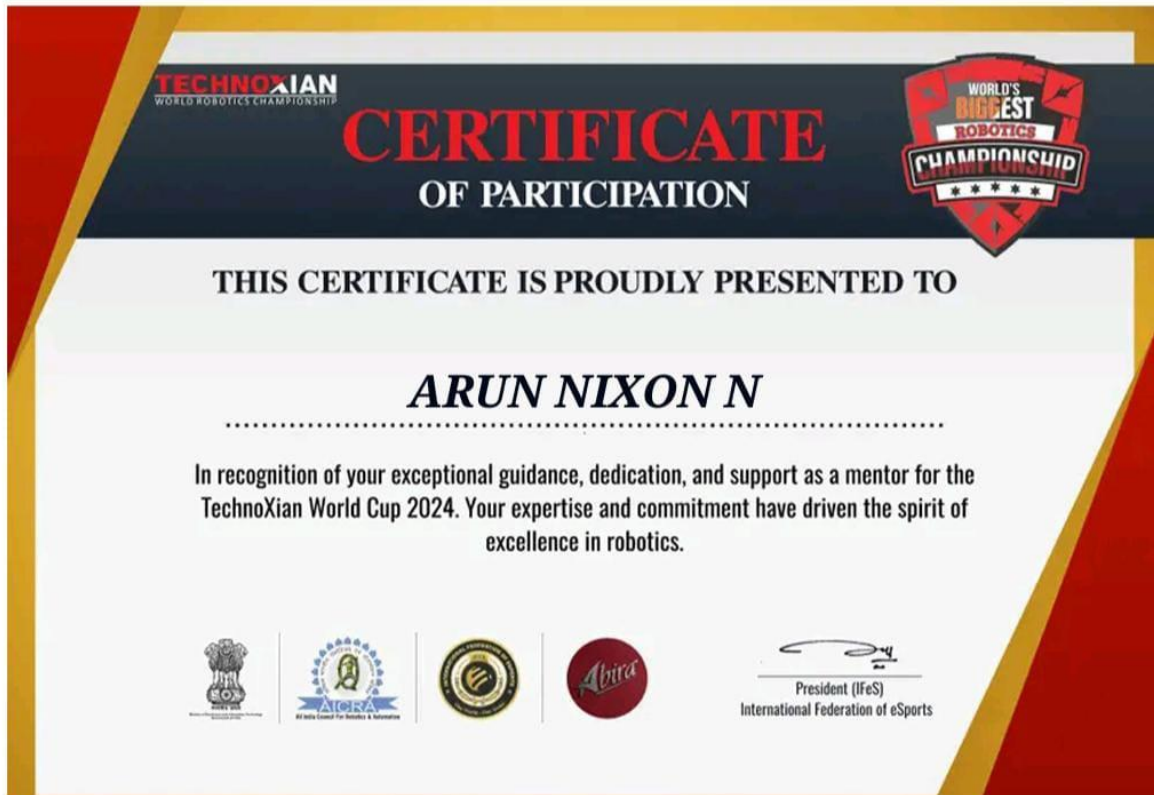 TECHNOXIAN
WORLD ROBOTICS CHAMPIONSHIP
CERTIFICATE
OF PARTICIPATION
WORLD'S
BIGGEST
ROBOTICS
CHAMPIONSHIP
THIS CERTIFICATE IS PROUDLY PRESENTED TO
ARUN NIXON N
In recognition of your exceptional guidance, dedication, and support as a mentor for the
TechnoXian World Cup 2024. Your expertise and commitment have driven the spirit of
excellence in robotics.
AICRA
All India Council For Robotics & Automation
Abira
President (IFeS)
International Federation of eSports